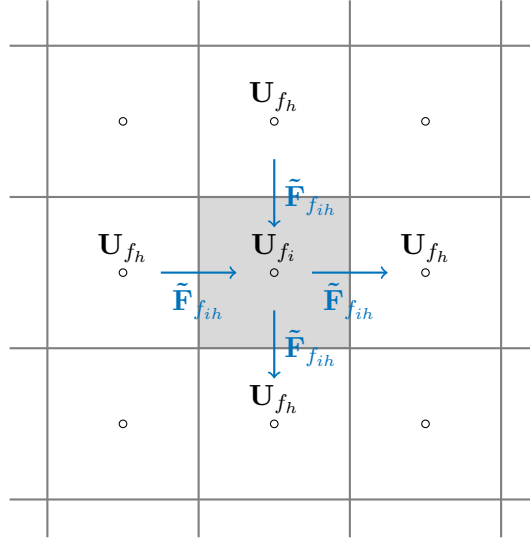 𝐔_{f_h}
𝐅̃_{f_{ih}}
𝐔_{f_h} 𝐔_{f_i} 𝐔_{f_h}
𝐅̃_{f_{ih}} 𝐅̃_{f_{ih}}
𝐅̃_{f_{ih}}
𝐔_{f_h}